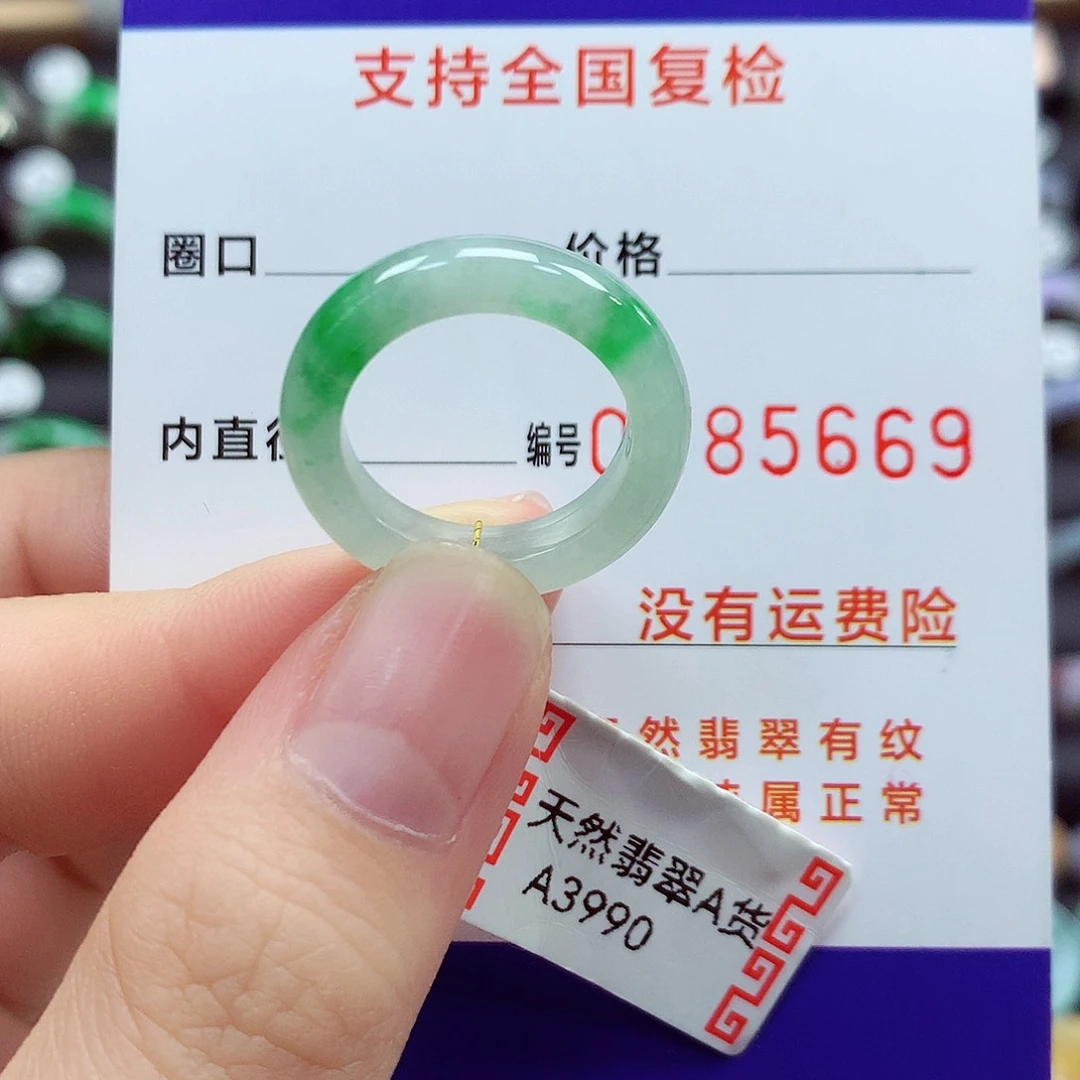 支持全国复检
圈口 价格
内直径 编号 85669
没有运费险
然翡翠有纹
属正常
天然翡翠A货
A3990